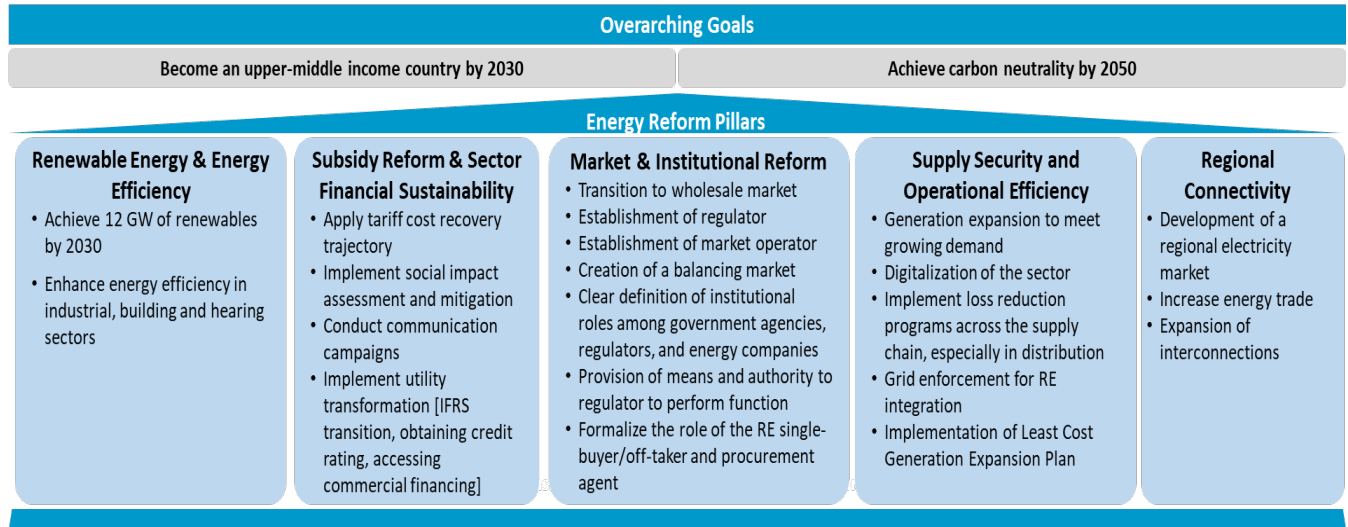 Overarching Goals
Become an upper-middle income country by 2030
Achieve carbon neutrality by 2050
Energy Reform Pillars
Renewable Energy & Energy
Efficiency
• Achieve 12 GW of renewables
by 2030
• Enhance energy efficiency in
industrial, building and hearing
sectors
Subsidy Reform & Sector
Financial Sustainability
• Apply tariff cost recovery
trajectory
• Implement social impact
assessment and mitigation
• Conduct communication
campaigns
• Implement utility
transformation [IFRS
transition, obtaining credit
rating, accessing
commercial financing]
Market & Institutional Reform
• Transition to wholesale market
• Establishment of regulator
• Establishment of market operator
• Creation of a balancing market
• Clear definition of institutional
roles among government agencies,
regulators, and energy companies
• Provision of means and authority to
regulator to perform function
• Formalize the role of the RE single-
buyer/off-taker and procurement
agent
Supply Security and
Operational Efficiency
• Generation expansion to meet
growing demand
• Digitalization of the sector
• Implement loss reduction
programs across the supply
chain, especially in distribution
• Grid enforcement for RE
integration
• Implementation of Least Cost
Generation Expansion Plan
Regional
Connectivity
• Development of a
regional electricity
market
• Increase energy trade
• Expansion of
interconnections